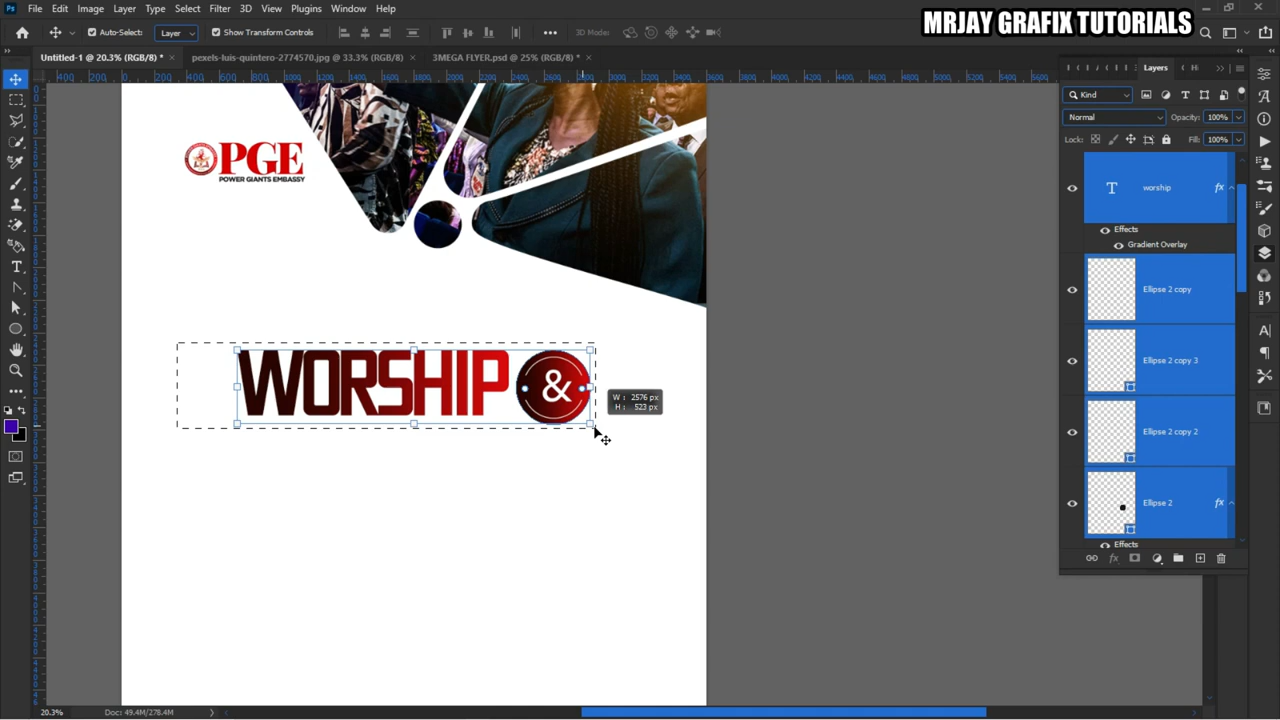 MRJAY GRAFIX TUTORIALS
File Edit Image Layer Type Select Filter 3D View Plugins Window Help
Auto-Select: Layer Show Transform Controls 3D Mode:
Untitled-1 @ 20.3% (RGB/8) * pexels-luis-quintero-2774570.jpg @ 33.3% (RGB/8) 3MEGA FLYER.psd @ 25% (RGB/8) *
Layers
Kind
Normal Opacity: 100%
Lock: Fill: 100%
PGE
POWER GIANTS EMBASSY
worship fx
Effects
Gradient Overlay
Ellipse 2 copy
Ellipse 2 copy 3
Ellipse 2 copy 2
Ellipse 2 fx
Effects
WORSHIP &
W: 2576 px
H: 523 px
20.3% Doc: 49.4M/278.4M